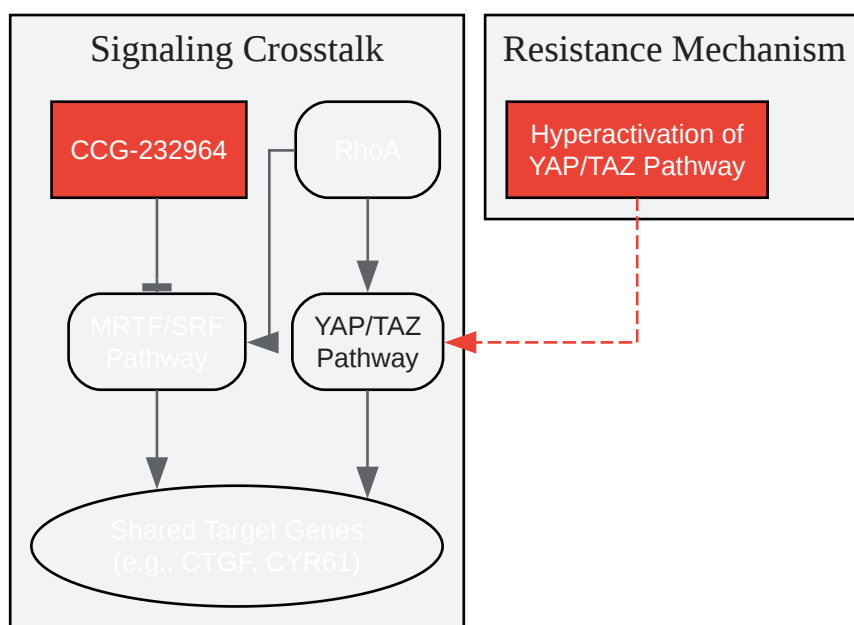 Signaling Crosstalk
CCG-232964
RhoA
MRTF/SRF
Pathway
YAP/TAZ
Pathway
Shared Target Genes
(e.g., CTGF, CYR61)
Resistance Mechanism
Hyperactivation of
YAP/TAZ Pathway